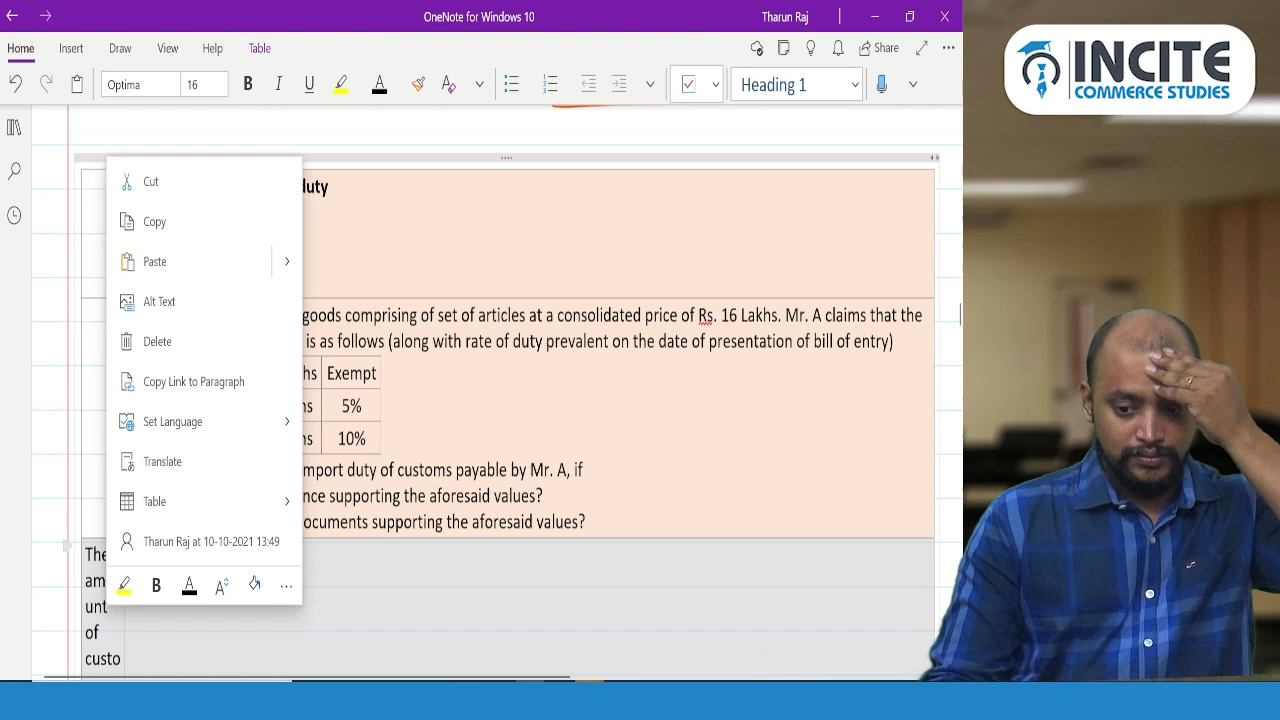 OneNote for Windows 10
Tharun Raj
Home Insert Draw View Help Table
Share
Optima 16 B I U A Heading 1
INCITE
COMMERCE STUDIES
Cut
Copy
Paste
Alt Text
Delete
Copy Link to Paragraph
Set Language
Translate
Table
Tharun Raj at 10-10-2021 13:49
B A A
duty
goods comprising of set of articles at a consolidated price of Rs. 16 Lakhs. Mr. A claims that the
is as follows (along with rate of duty prevalent on the date of presentation of bill of entry)
hs Exempt
5%
10%
mport duty of customs payable by Mr. A, if
nce supporting the aforesaid values?
ocuments supporting the aforesaid values?
The
am
unt
of
custo